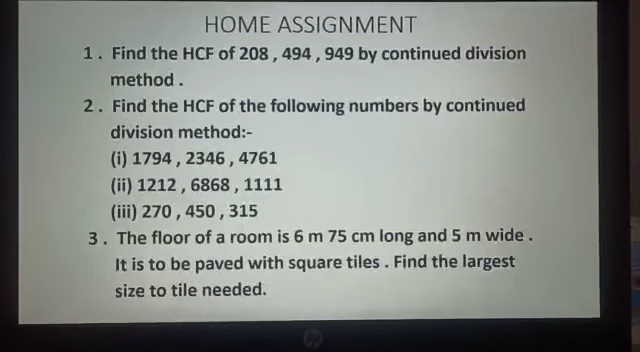 HOME ASSIGNMENT
1. Find the HCF of 208 , 494 , 949 by continued division
method .
2. Find the HCF of the following numbers by continued
division method:-
(i) 1794 , 2346 , 4761
(ii) 1212 , 6868 , 1111
(iii) 270 , 450 , 315
3. The floor of a room is 6 m 75 cm long and 5 m wide .
It is to be paved with square tiles . Find the largest
size to tile needed.
hp